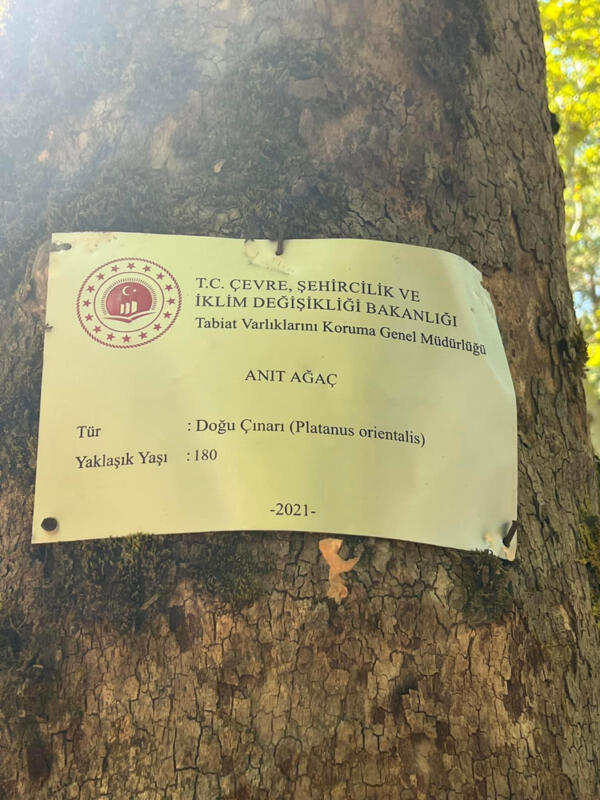 T.C. ÇEVRE, ŞEHİRCİLİK VE
İKLİM DEĞİŞİKLİĞİ BAKANLIĞI
Tabiat Varlıklarını Koruma Genel Müdürlüğü
ANIT AĞAÇ
Tür : Doğu Çınarı (Platanus orientalis)
Yaklaşık Yaşı : 180
-2021-